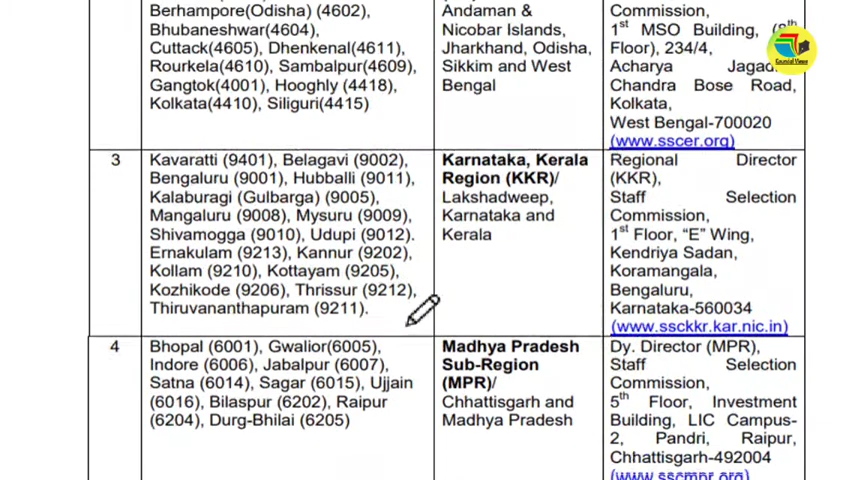 Berhampore(Odisha) (4602),
Bhubaneshwar(4604),
Cuttack(4605), Dhenkenal(4611),
Rourkela(4610), Sambalpur(4609),
Gangtok(4001), Hooghly (4418),
Kolkata(4410), Siliguri(4415)
Andaman &
Nicobar Islands,
Jharkhand, Odisha,
Sikkim and West
Bengal
Commission,
1st MSO Building,
Floor), 234/4,
Acharya
Chandra Bose Road,
Kolkata,
West Bengal-700020
(www.sscer.org)
3
Kavaratti (9401), Belagavi (9002),
Bengaluru (9001), Hubballi (9011),
Kalaburagi (Gulbarga) (9005),
Mangaluru (9008), Mysuru (9009),
Shivamogga (9010), Udupi (9012).
Ernakulam (9213), Kannur (9202),
Kollam (9210), Kottayam (9205),
Kozhikode (9206), Thrissur (9212),
Thiruvananthapuram (9211).
Karnataka, Kerala
Region (KKR)/
Lakshadweep,
Karnataka and
Kerala
Regional Director
(KKR),
Staff Selection
Commission,
1st Floor, “E” Wing,
Kendriya Sadan,
Koramangala,
Bengaluru,
Karnataka-560034
(www.ssckkr.kar.nic.in)
4
Bhopal (6001), Gwalior(6005),
Indore (6006), Jabalpur (6007),
Satna (6014), Sagar (6015), Ujjain
(6016), Bilaspur (6202), Raipur
(6204), Durg-Bhilai (6205)
Madhya Pradesh
Sub-Region
(MPR)/
Chhattisgarh and
Madhya Pradesh
Dy. Director (MPR),
Staff Selection
Commission,
5th Floor, Investment
Building, LIC Campus-
2, Pandri, Raipur,
Chhattisgarh-492004
(www.sscmpr.org)